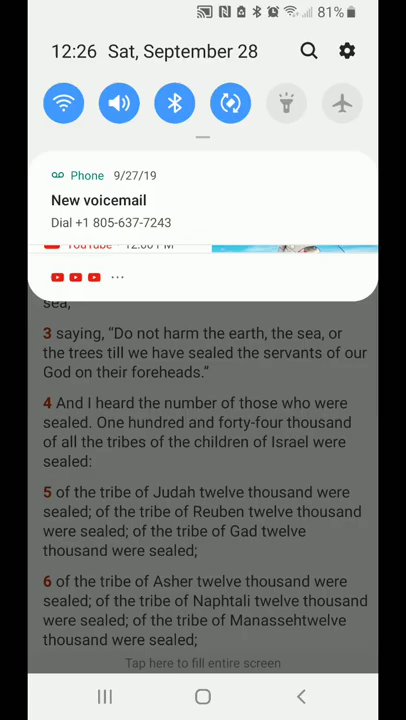 81%
12:26 Sat, September 28
Phone 9/27/19
New voicemail
Dial +1 805-637-7243
YouTube · 12:00 PM
...
sea,
3 saying, “Do not harm the earth, the sea, or
the trees till we have sealed the servants of our
God on their foreheads.”
4 And I heard the number of those who were
sealed. One hundred and forty-four thousand
of all the tribes of the children of Israel were
sealed:
5 of the tribe of Judah twelve thousand were
sealed; of the tribe of Reuben twelve thousand
were sealed; of the tribe of Gad twelve
thousand were sealed;
6 of the tribe of Asher twelve thousand were
sealed; of the tribe of Naphtali twelve thousand
were sealed; of the tribe of Manassehtwelve
thousand were sealed;
Tap here to fill entire screen